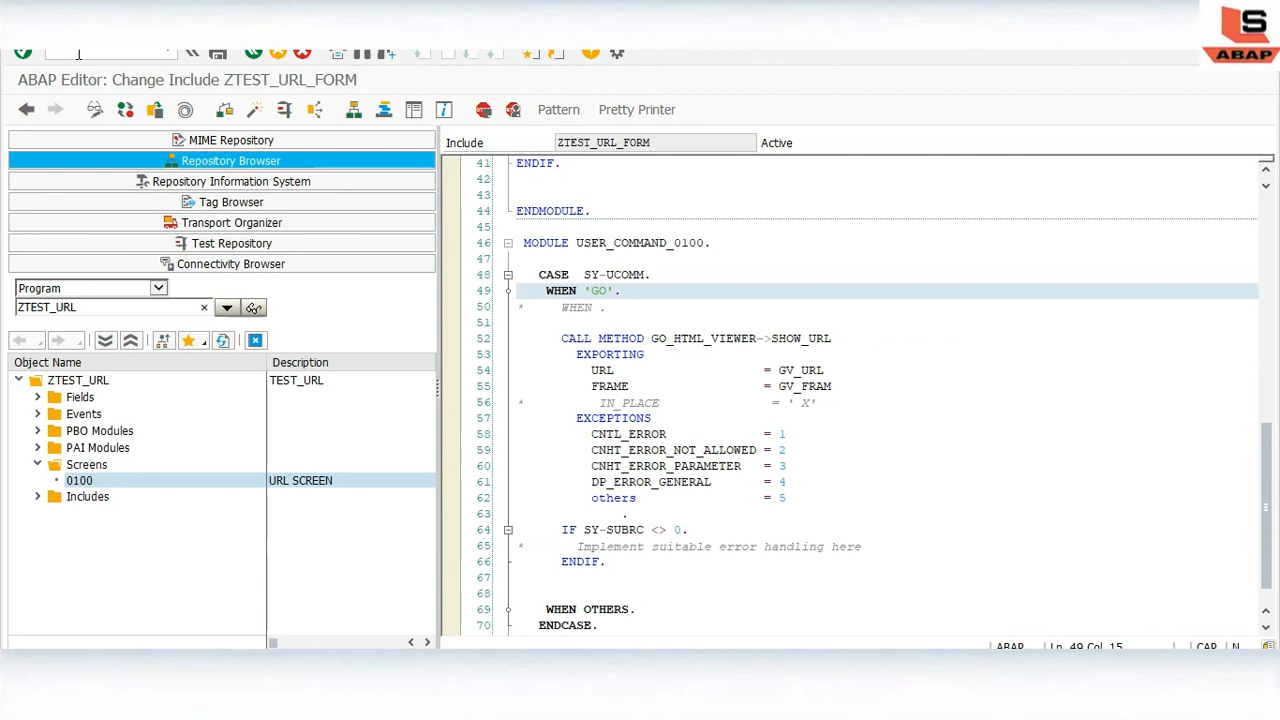 S
ABAP
ABAP Editor: Change Include ZTEST_URL_FORM
Pattern Pretty Printer
MIME Repository
Repository Browser
Repository Information System
Tag Browser
Transport Organizer
Test Repository
Connectivity Browser
Program
ZTEST_URL
Object Name Description
ZTEST_URL TEST_URL
Fields
Events
PBO Modules
PAI Modules
Screens
0100 URL SCREEN
Includes
Include ZTEST_URL_FORM Active
41 ENDIF.
42
43
44 ENDMODULE.
45
46 MODULE USER_COMMAND_0100.
47
48 CASE SY-UCOMM.
49 WHEN 'GO'.
50 * WHEN .
51
52 CALL METHOD GO_HTML_VIEWER->SHOW_URL
53 EXPORTING
54 URL = GV_URL
55 FRAME = GV_FRAM
56 * IN_PLACE = ' X'
57 EXCEPTIONS
58 CNTL_ERROR = 1
59 CNHT_ERROR_NOT_ALLOWED = 2
60 CNHT_ERROR_PARAMETER = 3
61 DP_ERROR_GENERAL = 4
62 others = 5
63 .
64 IF SY-SUBRC <> 0.
65 * Implement suitable error handling here
66 ENDIF.
67
68
69 WHEN OTHERS.
70 ENDCASE.
ABAP Ln 49 Col 15 CAP N